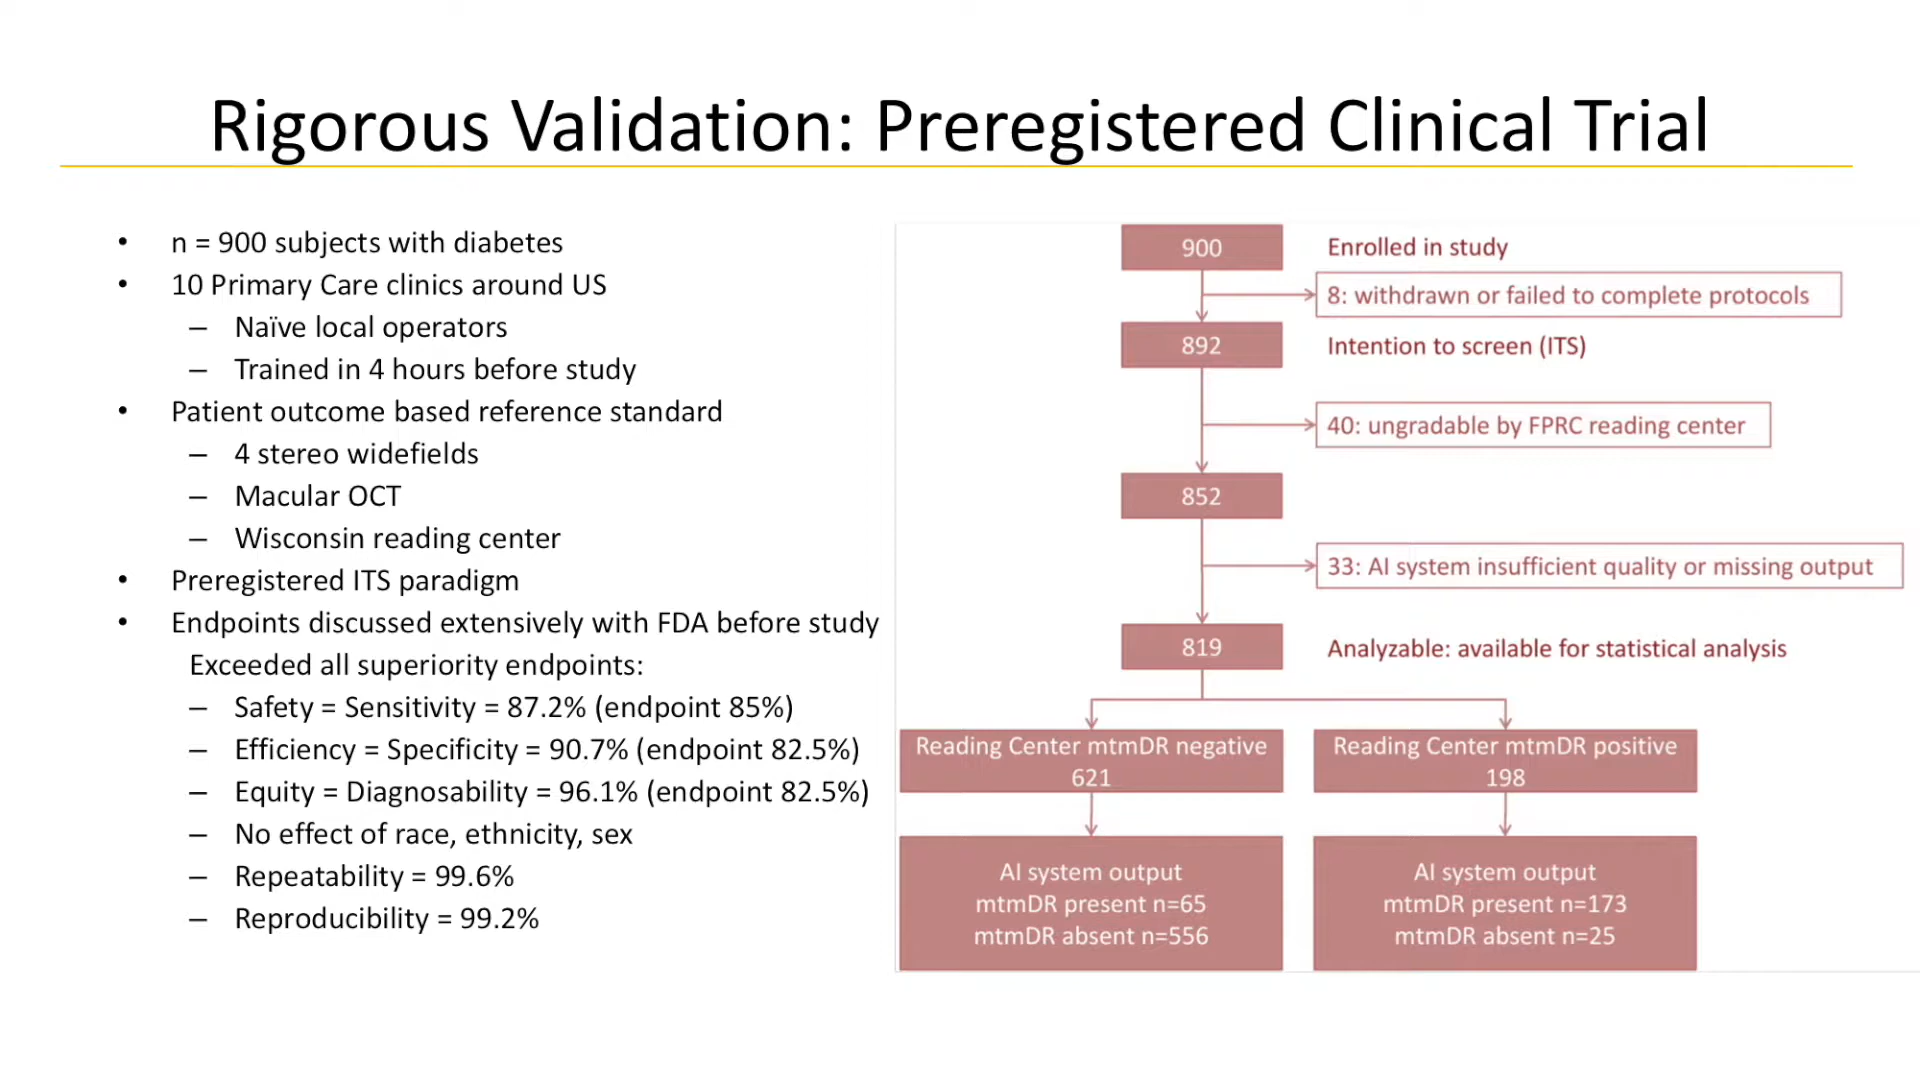 Rigorous Validation: Preregistered Clinical Trial
• n = 900 subjects with diabetes
• 10 Primary Care clinics around US
– Naïve local operators
– Trained in 4 hours before study
• Patient outcome based reference standard
– 4 stereo widefields
– Macular OCT
– Wisconsin reading center
• Preregistered ITS paradigm
• Endpoints discussed extensively with FDA before study
Exceeded all superiority endpoints:
– Safety = Sensitivity = 87.2% (endpoint 85%)
– Efficiency = Specificity = 90.7% (endpoint 82.5%)
– Equity = Diagnosability = 96.1% (endpoint 82.5%)
– No effect of race, ethnicity, sex
– Repeatability = 99.6%
– Reproducibility = 99.2%
900
Enrolled in study
8: withdrawn or failed to complete protocols
892
Intention to screen (ITS)
40: ungradable by FPRC reading center
852
33: AI system insufficient quality or missing output
819
Analyzable: available for statistical analysis
Reading Center mtmDR negative
621
Reading Center mtmDR positive
198
AI system output
mtmDR present n=65
mtmDR absent n=556
AI system output
mtmDR present n=173
mtmDR absent n=25